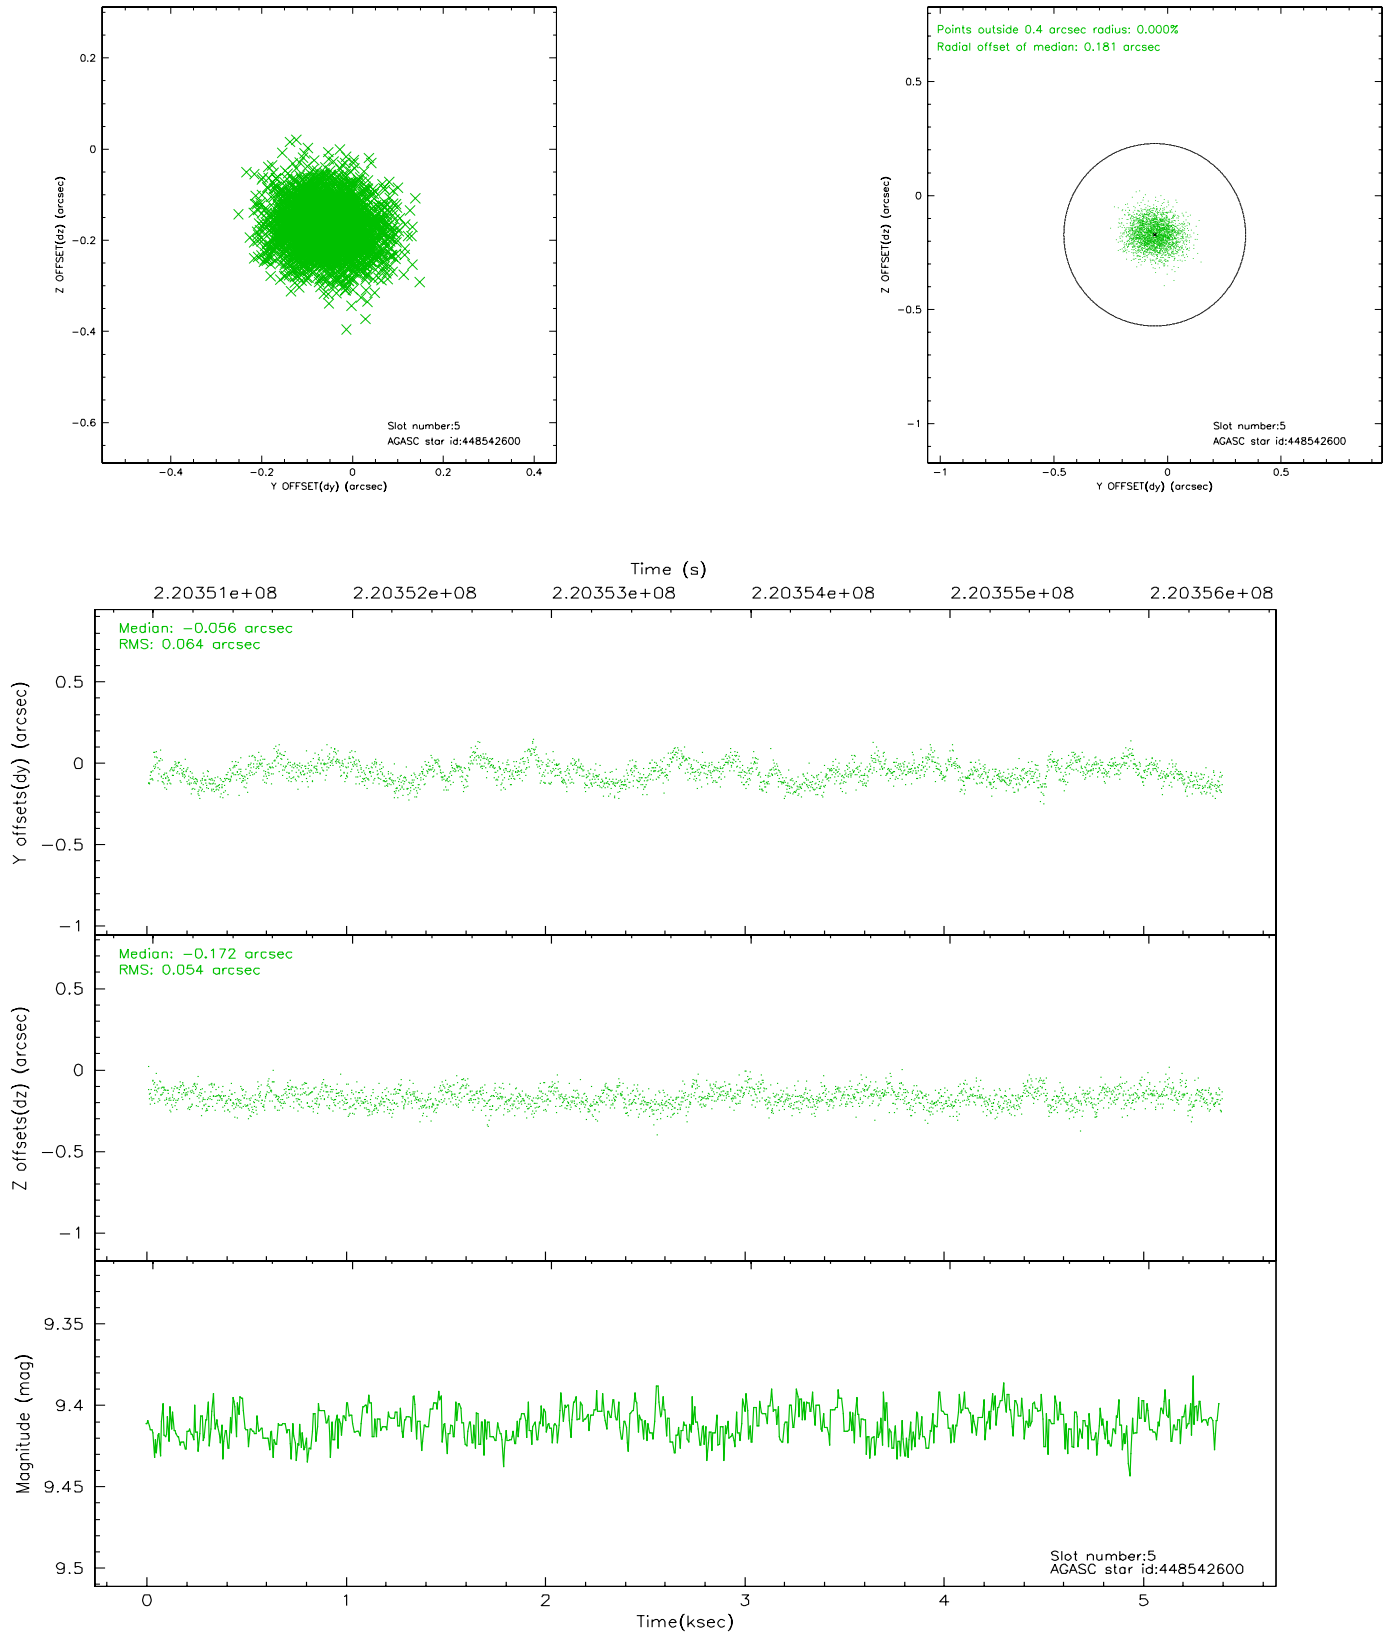 0.2
0
−0.2
−0.4
−0.6
Z OFFSET(dz) (arcsec)
Slot number:5
AGASC star id:448542600
−0.4
−0.2
0
0.2
0.4
Y OFFSET(dy) (arcsec)
Points outside 0.4 arcsec radius: 0.000%
Radial offset of median: 0.181 arcsec
0.5
0
−0.5
−1
Z OFFSET(dz) (arcsec)
Slot number:5
AGASC star id:448542600
−1
−0.5
0
0.5
Y OFFSET(dy) (arcsec)
Time (s)
2.20351e+08
2.20352e+08
2.20353e+08
2.20354e+08
2.20355e+08
2.20356e+08
Median: −0.056 arcsec
RMS: 0.064 arcsec
0.5
0
−0.5
−1
Y offsets(dy) (arcsec)
Median: −0.172 arcsec
RMS: 0.054 arcsec
0.5
0
−0.5
−1
Z offsets(dz) (arcsec)
9.35
9.4
9.45
9.5
Magnitude (mag)
Slot number:5
AGASC star id:448542600
0
1
2
3
4
5
Time(ksec)